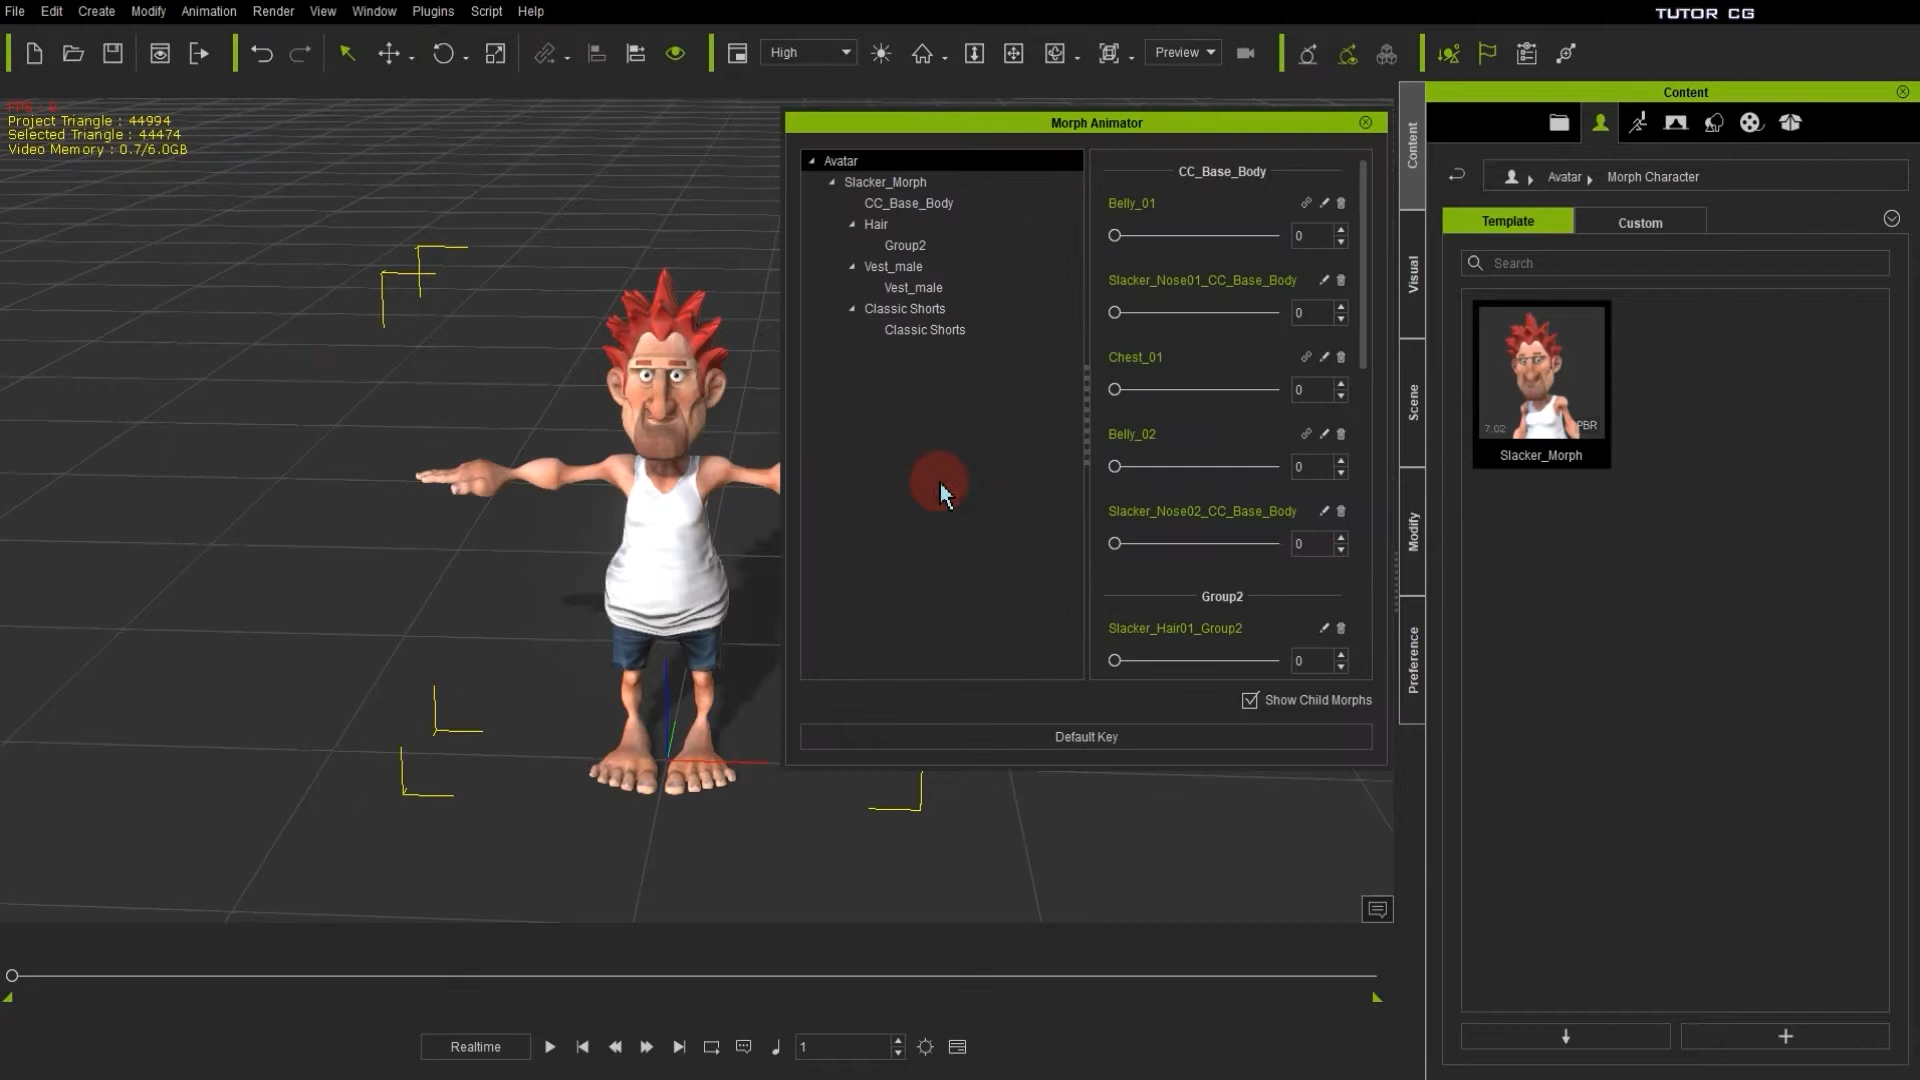 File Edit Create Modify Animation Render View Window Plugins Script Help
TUTOR CG
High
Preview
Project Triangle : 44994
Selected Triangle : 44474
Video Memory : 0.7/6.0GB
Morph Animator
Avatar
Slacker_Morph
CC_Base_Body
Hair
Group2
Vest_male
Vest_male
Classic Shorts
Classic Shorts
CC_Base_Body
Belly_01
0
Slacker_Nose01_CC_Base_Body
0
Chest_01
0
Belly_02
0
Slacker_Nose02_CC_Base_Body
0
Group2
Slacker_Hair01_Group2
0
Show Child Morphs
Default Key
Content
Visual
Scene
Modify
Preference
Content
Avatar Morph Character
Template Custom
Search
7.02 PBR
Slacker_Morph
Realtime
1